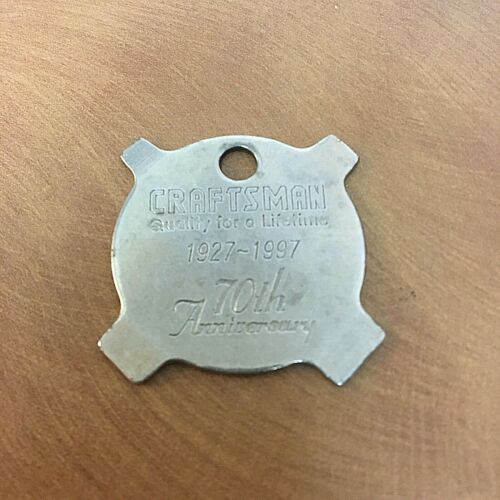 CRAFTSMAN
Quality for a Lifetime
1927~1997
70th
Anniversary